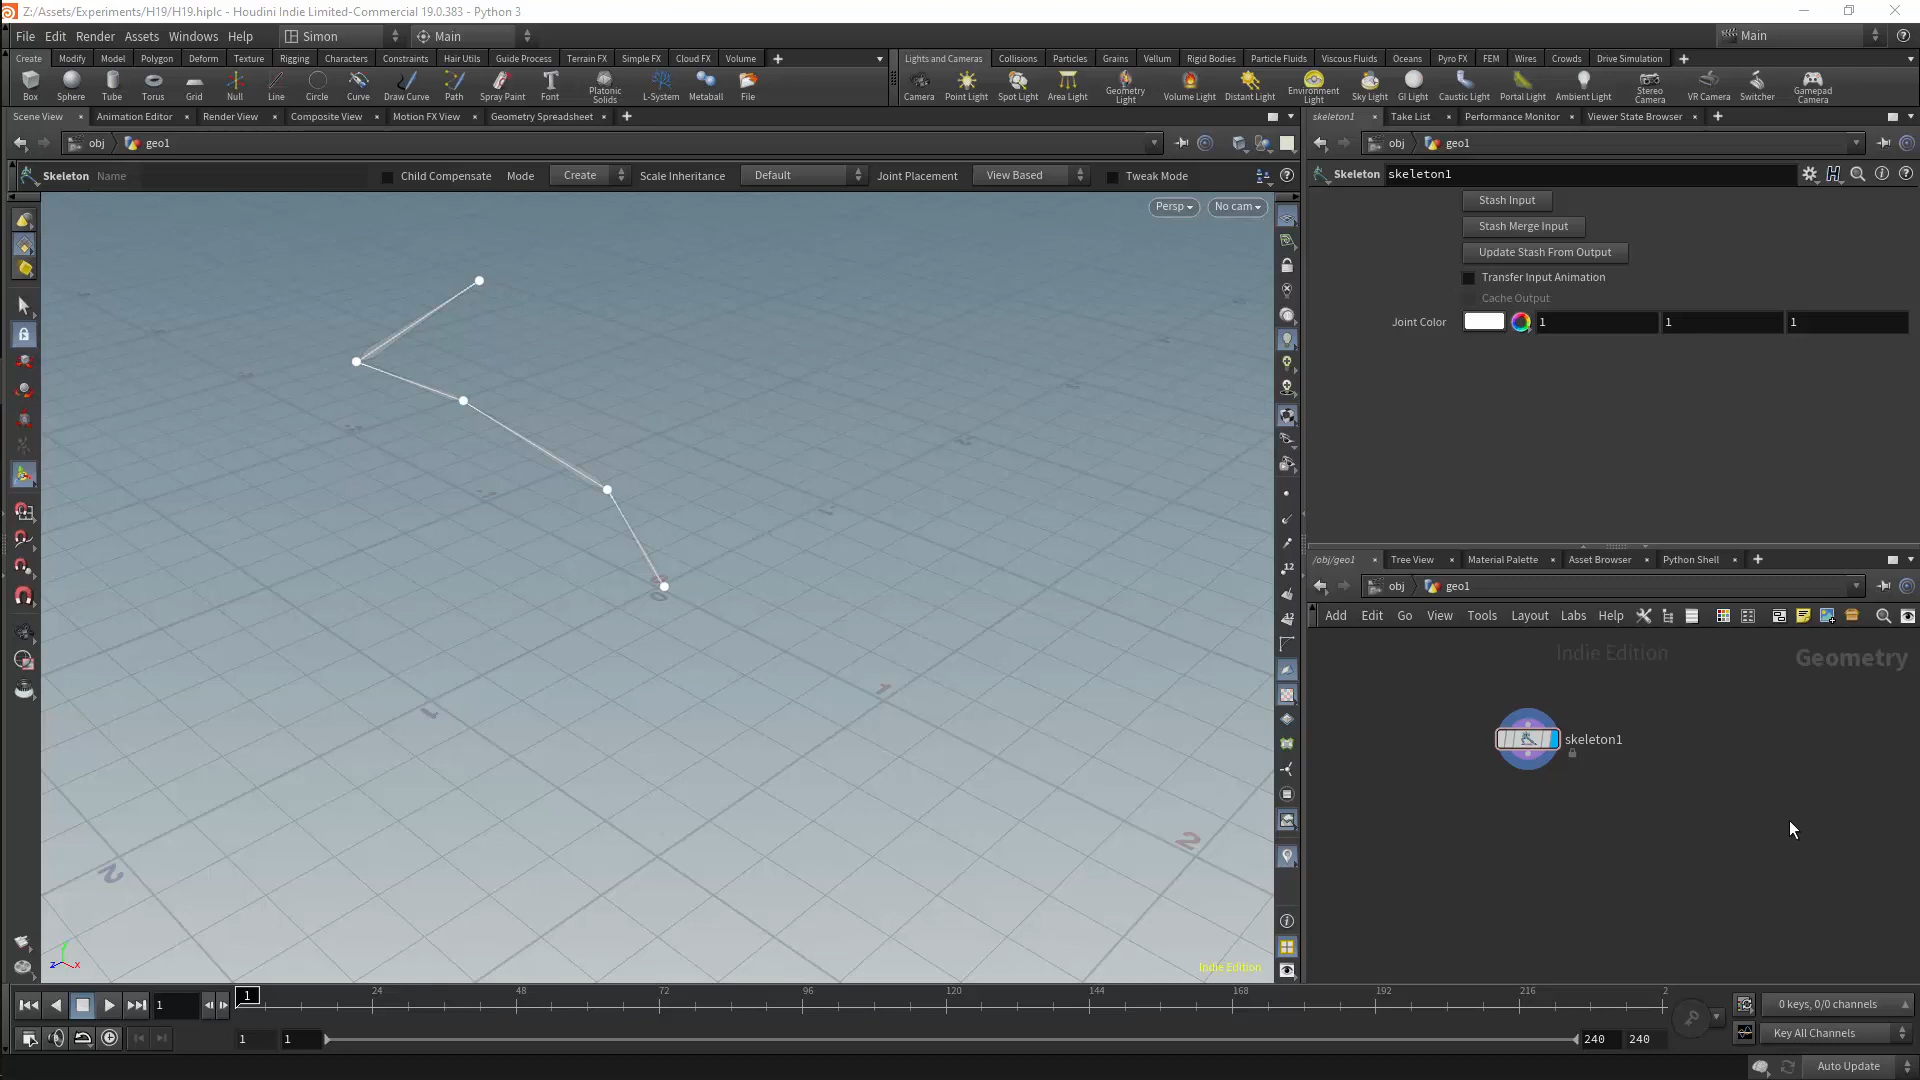 Z:/Assets/Experiments/H19/H19.hiplc - Houdini Indie Limited-Commercial 19.0.383 - Python 3
File Edit Render Assets Windows Help Simon Main Main
Create Modify Model Polygon Deform Texture Rigging Characters Constraints Hair Utils Guide Process Terrain FX Simple FX Cloud FX Volume
Lights and Cameras Collisions Particles Grains Vellum Rigid Bodies Particle Fluids Viscous Fluids Oceans Pyro FX FEM Wires Crowds Drive Simulation
Box Sphere Tube Torus Grid Null Line Circle Curve Draw Curve Path Spray Paint Font Platonic Solids L-System Metaball File
Camera Point Light Spot Light Area Light Geometry Light Volume Light Distant Light Environment Light Sky Light GI Light Caustic Light Portal Light Ambient Light Stereo Camera VR Camera Switcher Gamepad Camera
Scene View Animation Editor Render View Composite View Motion FX View Geometry Spreadsheet
skeleton1 Take List Performance Monitor Viewer State Browser
obj geo1
obj geo1
Skeleton Name Child Compensate Mode Create Scale Inheritance Default Joint Placement View Based Tweak Mode
Skeleton skeleton1
Persp No cam
Stash Input
Stash Merge Input
Update Stash From Output
Transfer Input Animation
Cache Output
Joint Color 1 1 1
/obj/geo1 Tree View Material Palette Asset Browser Python Shell
obj geo1
Add Edit Go View Tools Layout Labs Help
Indie Edition Geometry
skeleton1
12
12
1
1
2
2
y
z x
Indie Edition
1 1 24 48 72 96 120 144 168 192 216 2
0 keys, 0/0 channels
1 1 240 240
Key All Channels
Auto Update